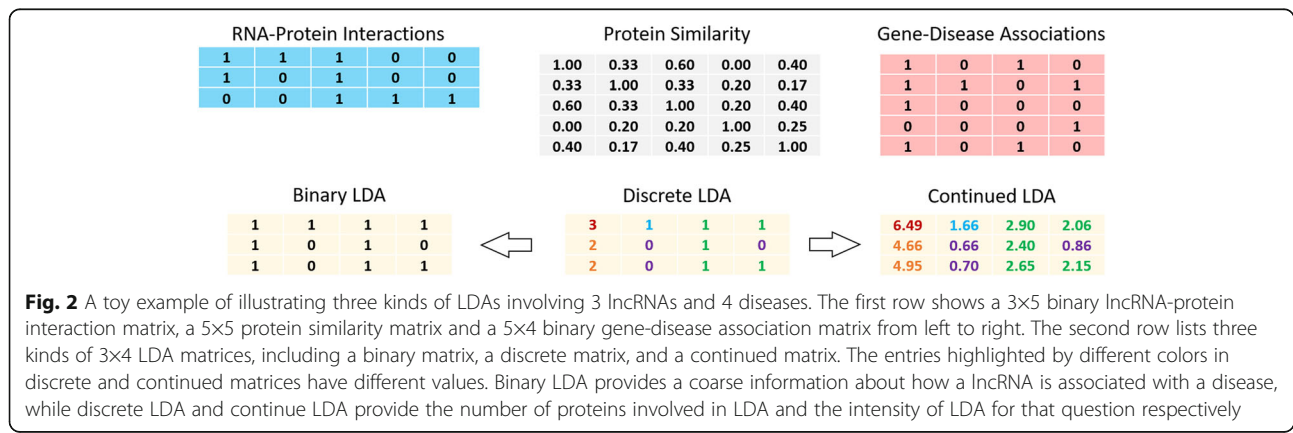 RNA-Protein Interactions
1 1 1 0 0
1 0 1 0 0
0 0 1 1 1
Protein Similarity
1.00 0.33 0.60 0.00 0.40
0.33 1.00 0.33 0.20 0.17
0.60 0.33 1.00 0.20 0.40
0.00 0.20 0.20 1.00 0.25
0.40 0.17 0.40 0.25 1.00
Gene-Disease Associations
1 0 1 0
1 1 0 1
1 0 0 0
0 0 0 1
1 0 1 0
Binary LDA
1 1 1 1
1 0 1 0
1 0 1 1
Discrete LDA
3 1 1 1
2 0 1 0
2 0 1 1
Continued LDA
6.49 1.66 2.90 2.06
4.66 0.66 2.40 0.86
4.95 0.70 2.65 2.15
Fig. 2 A toy example of illustrating three kinds of LDAs involving 3 lncRNAs and 4 diseases. The first row shows a 3×5 binary lncRNA-protein
interaction matrix, a 5×5 protein similarity matrix and a 5×4 binary gene-disease association matrix from left to right. The second row lists three
kinds of 3×4 LDA matrices, including a binary matrix, a discrete matrix, and a continued matrix. The entries highlighted by different colors in
discrete and continued matrices have different values. Binary LDA provides a coarse information about how a lncRNA is associated with a disease,
while discrete LDA and continue LDA provide the number of proteins involved in LDA and the intensity of LDA for that question respectively